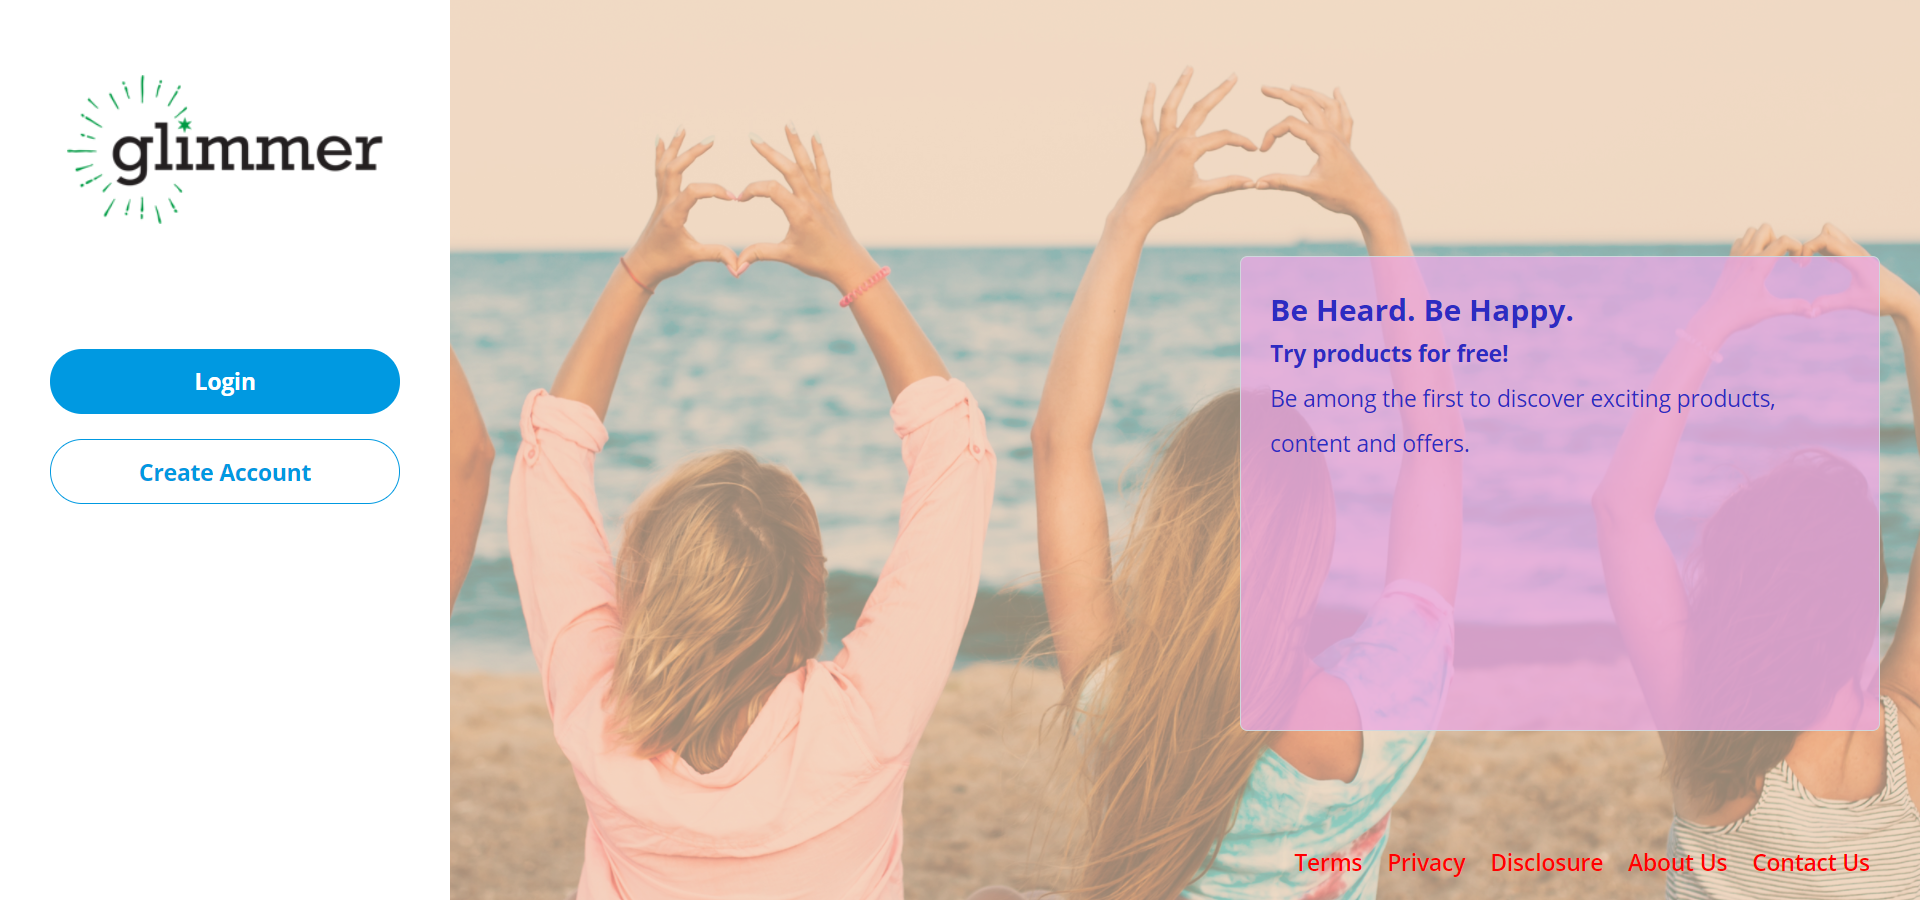 glimmer
Login
Create Account
Be Heard. Be Happy.
Try products for free!
Be among the first to discover exciting products,
content and offers.
Terms Privacy Disclosure About Us Contact Us